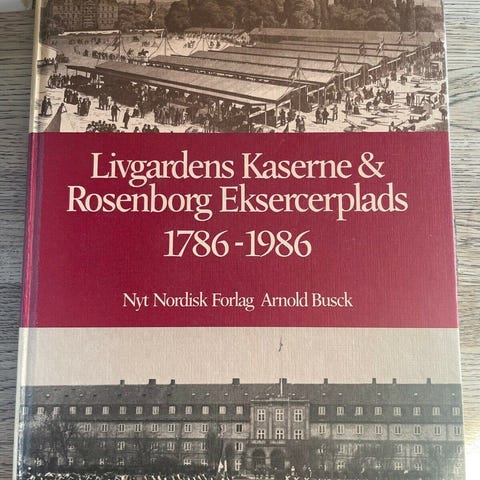 Livgardens Kaserne &
Rosenborg Eksercerplads
1786-1986
Nyt Nordisk Forlag Arnold Busck